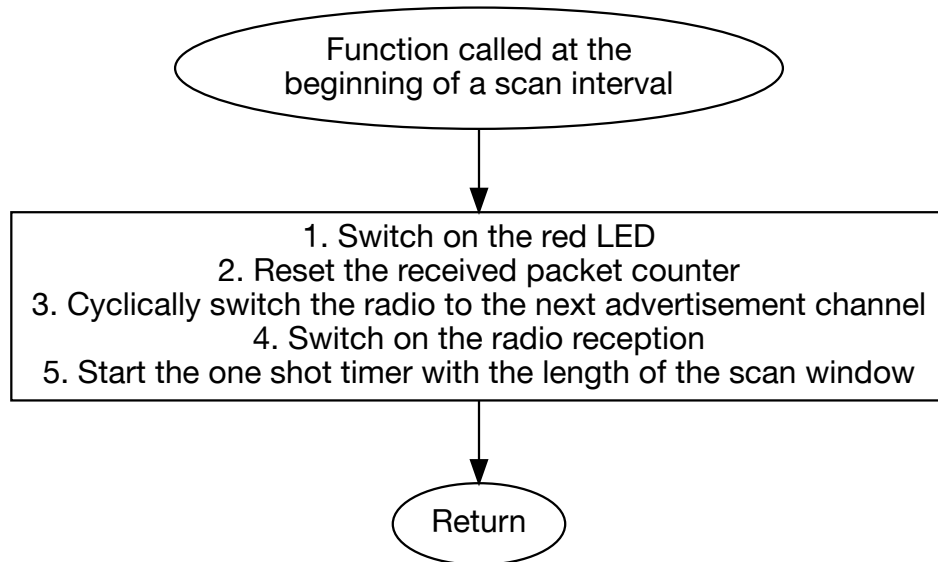 Function called at the
beginning of a scan interval
1. Switch on the red LED
2. Reset the received packet counter
3. Cyclically switch the radio to the next advertisement channel
4. Switch on the radio reception
5. Start the one shot timer with the length of the scan window
Return